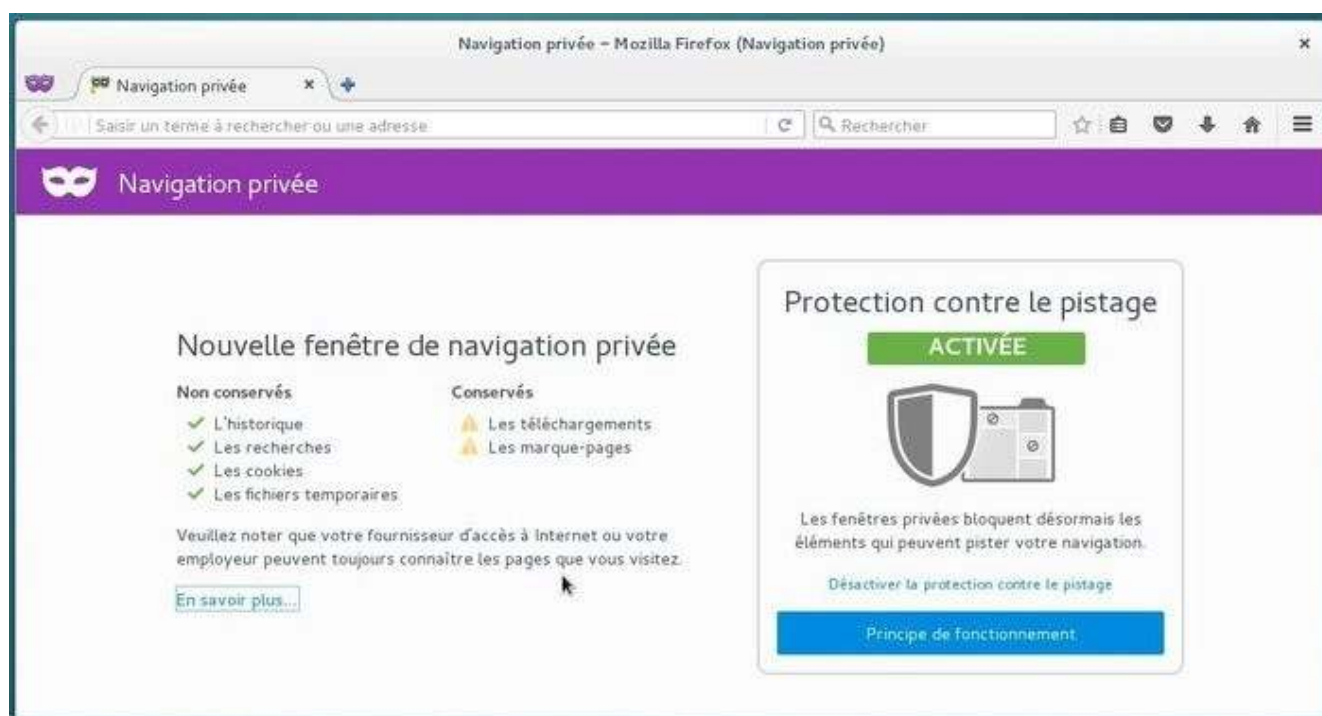 Navigation privée – Mozilla Firefox (Navigation privée)
Navigation privée
Saisir un terme à rechercher ou une adresse
Rechercher
Navigation privée
Nouvelle fenêtre de navigation privée
Non conservés
L'historique
Les recherches
Les cookies
Les fichiers temporaires
Conservés
Les téléchargements
Les marque-pages
Veuillez noter que votre fournisseur d'accès à Internet ou votre
employeur peuvent toujours connaître les pages que vous visitez.
En savoir plus...
Protection contre le pistage
ACTIVÉE
Les fenêtres privées bloquent désormais les
éléments qui peuvent pister votre navigation.
Désactiver la protection contre le pistage
Principe de fonctionnement